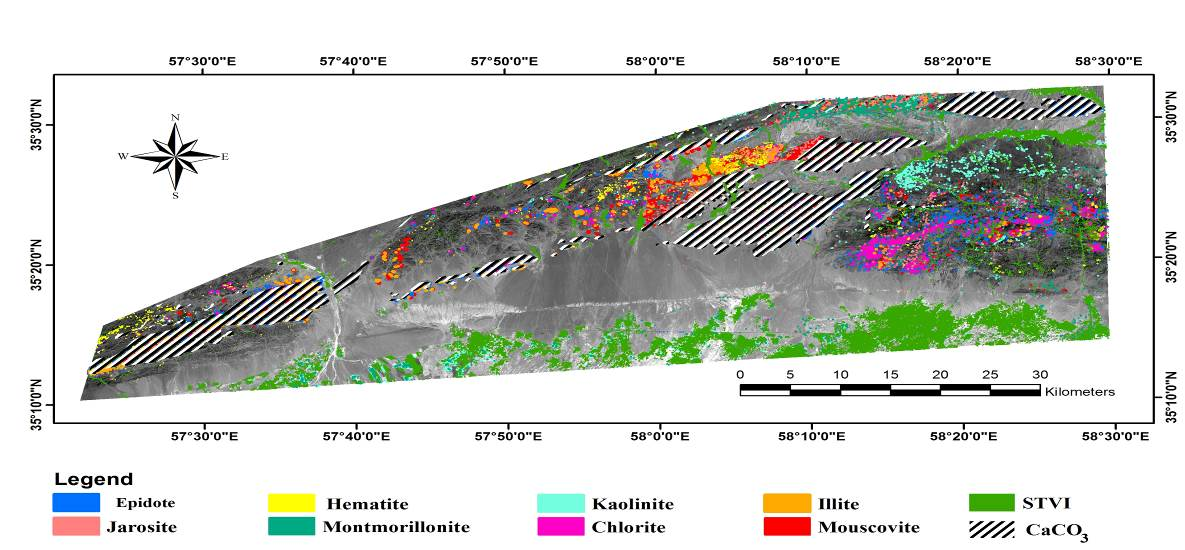 57°30'0"E 57°40'0"E 57°50'0"E 58°0'0"E 58°10'0"E 58°20'0"E 58°30'0"E
35°30'0"N
35°20'0"N
35°10'0"N
N
W E
S
35°30'0"N
35°20'0"N
35°10'0"N
0 5 10 15 20 25 30
Kilometers
57°30'0"E 57°40'0"E 57°50'0"E 58°0'0"E 58°10'0"E 58°20'0"E 58°30'0"E
Legend
Epidote Hematite Kaolinite Illite STVI
Jarosite Montmorillonite Chlorite Mouscovite CaCO3